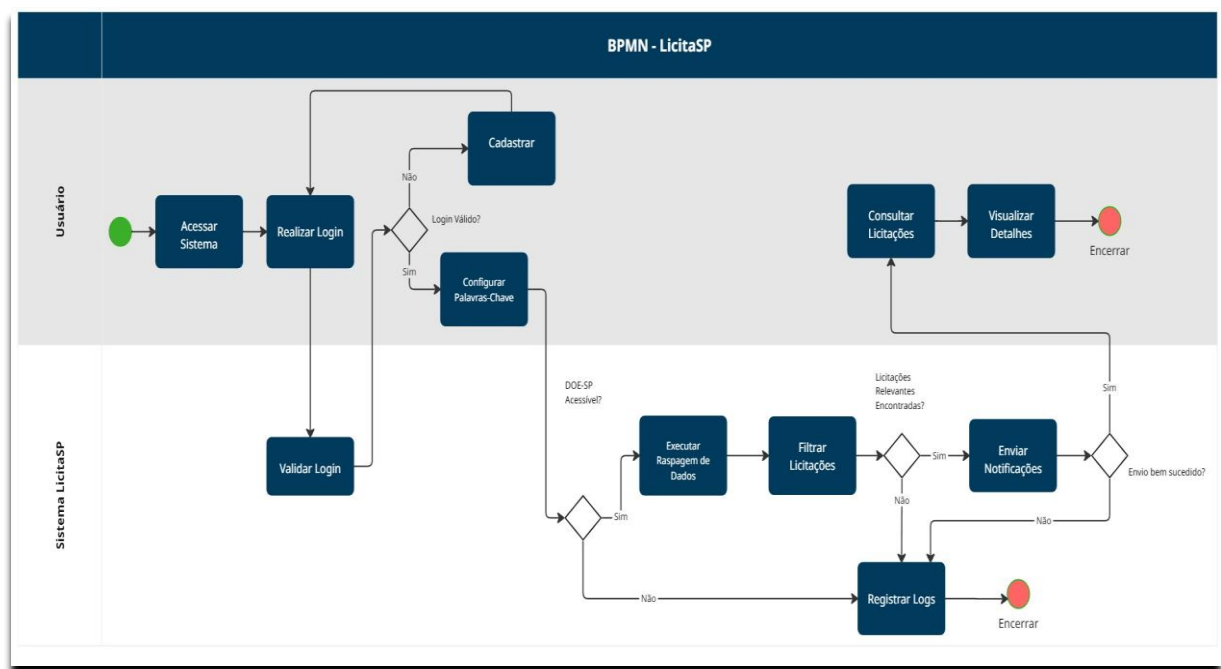 BPMN - LicitaSP
Usuário
Cadastrar
Não
Acessar
Sistema
Realizar Login
Login Válido?
Sim
Configurar
Palavras-Chave
Consultar
Licitações
Visualizar
Detalhes
Encerrar
Sistema LicitaSP
Validar Login
DOE-SP
Acessível?
Sim
Não
Executar
Raspagem de
Dados
Filtrar
Licitações
Licitações
Relevantes
Encontradas?
Sim
Não
Enviar
Notificações
Sim
Envio bem sucedido?
Não
Registrar Logs
Encerrar